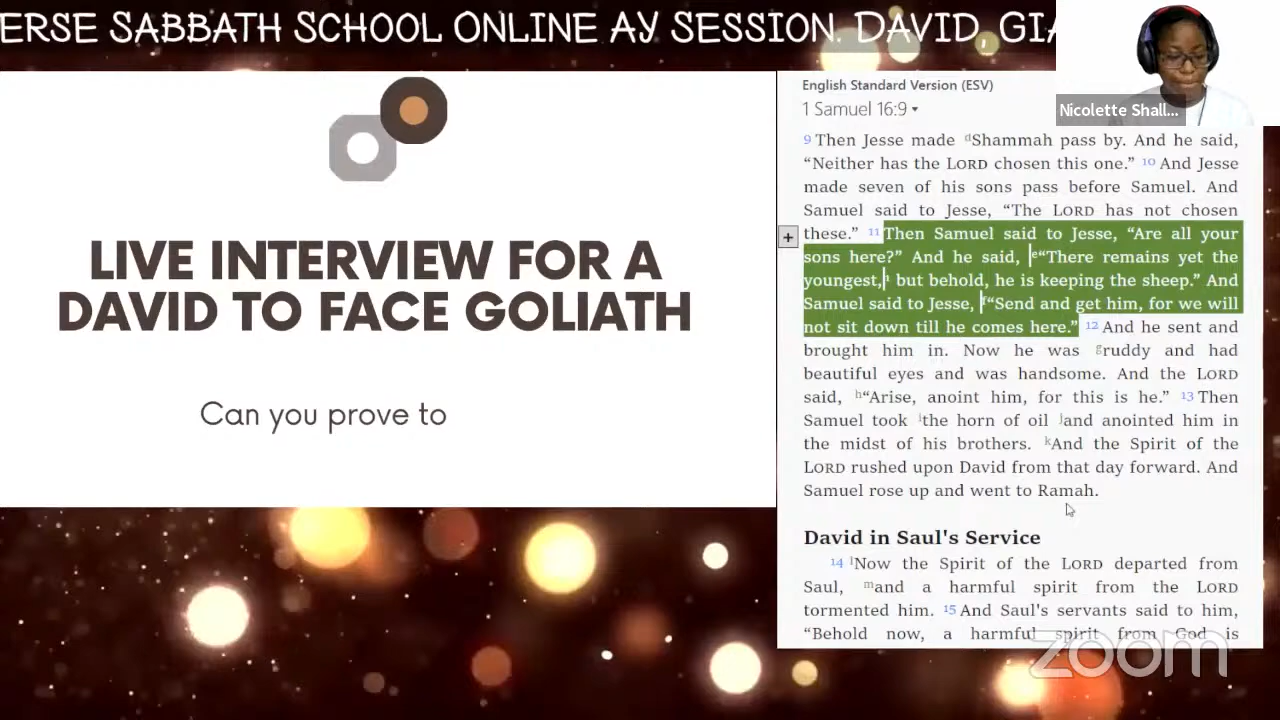 ERSE SABBATH SCHOOL ONLINE AY SESSION. DAVID, GIA
LIVE INTERVIEW FOR A
DAVID TO FACE GOLIATH
Can you prove to
English Standard Version (ESV)
1 Samuel 16:9
Nicolette Shall...
9 Then Jesse made dShammah pass by. And he said,
“Neither has the LORD chosen this one.” 10 And Jesse
made seven of his sons pass before Samuel. And
Samuel said to Jesse, “The LORD has not chosen
these.” 11 Then Samuel said to Jesse, “Are all your
sons here?” And he said, e“There remains yet the
youngest,1 but behold, he is keeping the sheep.” And
Samuel said to Jesse, f“Send and get him, for we will
not sit down till he comes here.” 12 And he sent and
brought him in. Now he was gruddy and had
beautiful eyes and was handsome. And the LORD
said, h“Arise, anoint him, for this is he.” 13 Then
Samuel took ithe horn of oil jand anointed him in
the midst of his brothers. kAnd the Spirit of the
LORD rushed upon David from that day forward. And
Samuel rose up and went to Ramah.
David in Saul's Service
14 lNow the Spirit of the LORD departed from
Saul, mand a harmful spirit from the LORD
tormented him. 15 And Saul's servants said to him,
“Behold now, a harmful spirit from God is
zoom